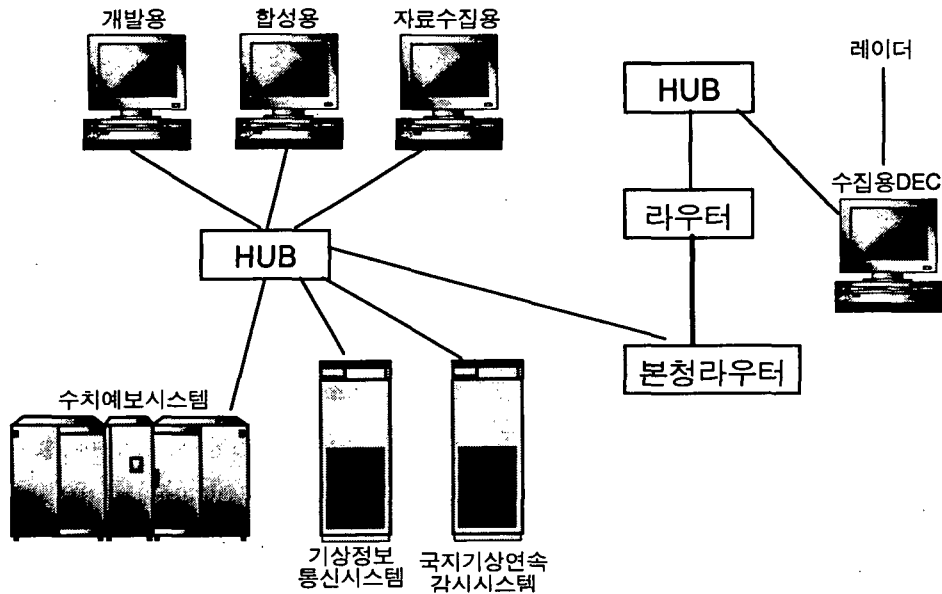 개발용
합성용
자료수집용
레이더
HUB
수집용DEC
라우터
HUB
본청라우터
수치예보시스템
기상정보
통신시스템
국지기상연속
감시시스템